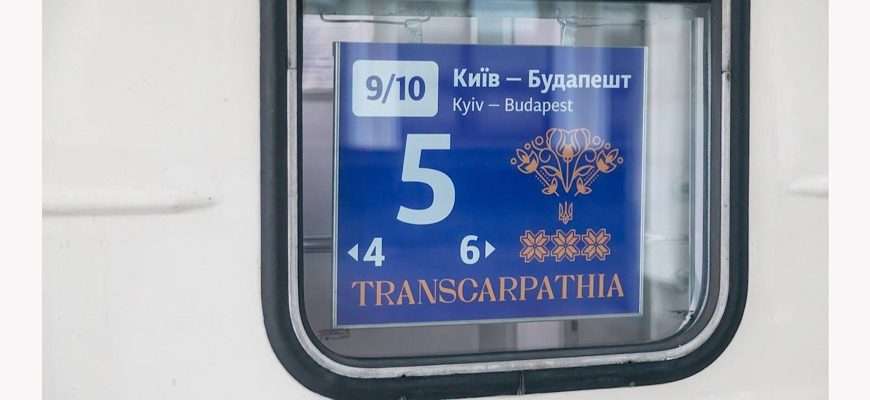 9/10 Київ – Будапешт
Kyiv – Budapest
5
◂4 6▸
TRANSCARPATHIA